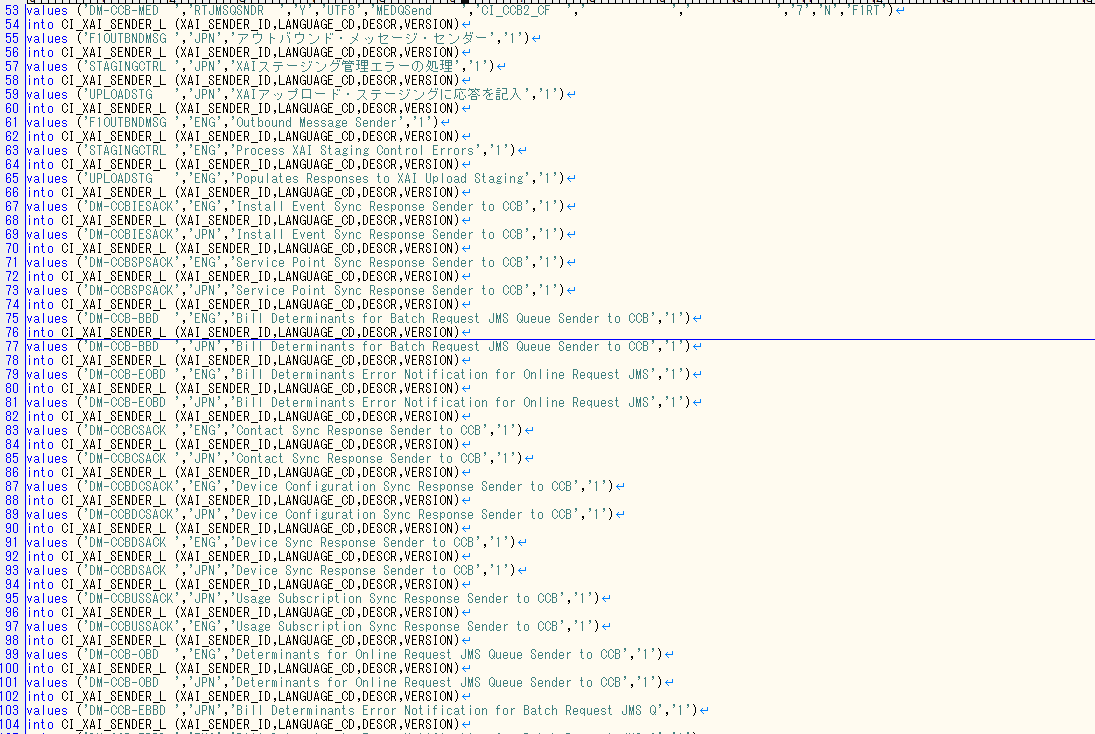 53 values ('DM-CCB-MED  ','RTJMSQSNDR  ','Y','UTF8','MEDQSend    ','CI_CCB2_CF  ','            ','            ','7','N','F1RT')↵
54 into CI_XAI_SENDER_L (XAI_SENDER_ID,LANGUAGE_CD,DESCR,VERSION)↵
55 values ('F1OUTBNDMSG ','JPN','アウトバウンド・メッセージ・センダー','1')↵
56 into CI_XAI_SENDER_L (XAI_SENDER_ID,LANGUAGE_CD,DESCR,VERSION)↵
57 values ('STAGINGCTRL ','JPN','XAIステージング管理エラーの処理','1')↵
58 into CI_XAI_SENDER_L (XAI_SENDER_ID,LANGUAGE_CD,DESCR,VERSION)↵
59 values ('UPLOADSTG   ','JPN','XAIアップロード・ステージングに応答を記入','1')↵
60 into CI_XAI_SENDER_L (XAI_SENDER_ID,LANGUAGE_CD,DESCR,VERSION)↵
61 values ('F1OUTBNDMSG ','ENG','Outbound Message Sender','1')↵
62 into CI_XAI_SENDER_L (XAI_SENDER_ID,LANGUAGE_CD,DESCR,VERSION)↵
63 values ('STAGINGCTRL ','ENG','Process XAI Staging Control Errors','1')↵
64 into CI_XAI_SENDER_L (XAI_SENDER_ID,LANGUAGE_CD,DESCR,VERSION)↵
65 values ('UPLOADSTG   ','ENG','Populates Responses to XAI Upload Staging','1')↵
66 into CI_XAI_SENDER_L (XAI_SENDER_ID,LANGUAGE_CD,DESCR,VERSION)↵
67 values ('DM-CCBIESACK','ENG','Install Event Sync Response Sender to CCB','1')↵
68 into CI_XAI_SENDER_L (XAI_SENDER_ID,LANGUAGE_CD,DESCR,VERSION)↵
69 values ('DM-CCBIESACK','JPN','Install Event Sync Response Sender to CCB','1')↵
70 into CI_XAI_SENDER_L (XAI_SENDER_ID,LANGUAGE_CD,DESCR,VERSION)↵
71 values ('DM-CCBSPSACK','ENG','Service Point Sync Response Sender to CCB','1')↵
72 into CI_XAI_SENDER_L (XAI_SENDER_ID,LANGUAGE_CD,DESCR,VERSION)↵
73 values ('DM-CCBSPSACK','JPN','Service Point Sync Response Sender to CCB','1')↵
74 into CI_XAI_SENDER_L (XAI_SENDER_ID,LANGUAGE_CD,DESCR,VERSION)↵
75 values ('DM-CCB-BBD  ','ENG','Bill Determinants for Batch Request JMS Queue Sender to CCB','1')↵
76 into CI_XAI_SENDER_L (XAI_SENDER_ID,LANGUAGE_CD,DESCR,VERSION)↵
77 values ('DM-CCB-BBD  ','JPN','Bill Determinants for Batch Request JMS Queue Sender to CCB','1')↵
78 into CI_XAI_SENDER_L (XAI_SENDER_ID,LANGUAGE_CD,DESCR,VERSION)↵
79 values ('DM-CCB-EOBD ','ENG','Bill Determinants Error Notification for Online Request JMS','1')↵
80 into CI_XAI_SENDER_L (XAI_SENDER_ID,LANGUAGE_CD,DESCR,VERSION)↵
81 values ('DM-CCB-EOBD ','JPN','Bill Determinants Error Notification for Online Request JMS','1')↵
82 into CI_XAI_SENDER_L (XAI_SENDER_ID,LANGUAGE_CD,DESCR,VERSION)↵
83 values ('DM-CCBCSACK ','ENG','Contact Sync Response Sender to CCB','1')↵
84 into CI_XAI_SENDER_L (XAI_SENDER_ID,LANGUAGE_CD,DESCR,VERSION)↵
85 values ('DM-CCBCSACK ','JPN','Contact Sync Response Sender to CCB','1')↵
86 into CI_XAI_SENDER_L (XAI_SENDER_ID,LANGUAGE_CD,DESCR,VERSION)↵
87 values ('DM-CCBDCSACK','ENG','Device Configuration Sync Response Sender to CCB','1')↵
88 into CI_XAI_SENDER_L (XAI_SENDER_ID,LANGUAGE_CD,DESCR,VERSION)↵
89 values ('DM-CCBDCSACK','JPN','Device Configuration Sync Response Sender to CCB','1')↵
90 into CI_XAI_SENDER_L (XAI_SENDER_ID,LANGUAGE_CD,DESCR,VERSION)↵
91 values ('DM-CCBDSACK ','ENG','Device Sync Response Sender to CCB','1')↵
92 into CI_XAI_SENDER_L (XAI_SENDER_ID,LANGUAGE_CD,DESCR,VERSION)↵
93 values ('DM-CCBDSACK ','JPN','Device Sync Response Sender to CCB','1')↵
94 into CI_XAI_SENDER_L (XAI_SENDER_ID,LANGUAGE_CD,DESCR,VERSION)↵
95 values ('DM-CCBUSSACK','JPN','Usage Subscription Sync Response Sender to CCB','1')↵
96 into CI_XAI_SENDER_L (XAI_SENDER_ID,LANGUAGE_CD,DESCR,VERSION)↵
97 values ('DM-CCBUSSACK','ENG','Usage Subscription Sync Response Sender to CCB','1')↵
98 into CI_XAI_SENDER_L (XAI_SENDER_ID,LANGUAGE_CD,DESCR,VERSION)↵
99 values ('DM-CCB-OBD  ','ENG','Determinants for Online Request JMS Queue Sender to CCB','1')↵
100 into CI_XAI_SENDER_L (XAI_SENDER_ID,LANGUAGE_CD,DESCR,VERSION)↵
101 values ('DM-CCB-OBD  ','JPN','Determinants for Online Request JMS Queue Sender to CCB','1')↵
102 into CI_XAI_SENDER_L (XAI_SENDER_ID,LANGUAGE_CD,DESCR,VERSION)↵
103 values ('DM-CCB-EBBD ','JPN','Bill Determinants Error Notification for Batch Request JMS Q','1')↵
104 into CI_XAI_SENDER_L (XAI_SENDER_ID,LANGUAGE_CD,DESCR,VERSION)↵